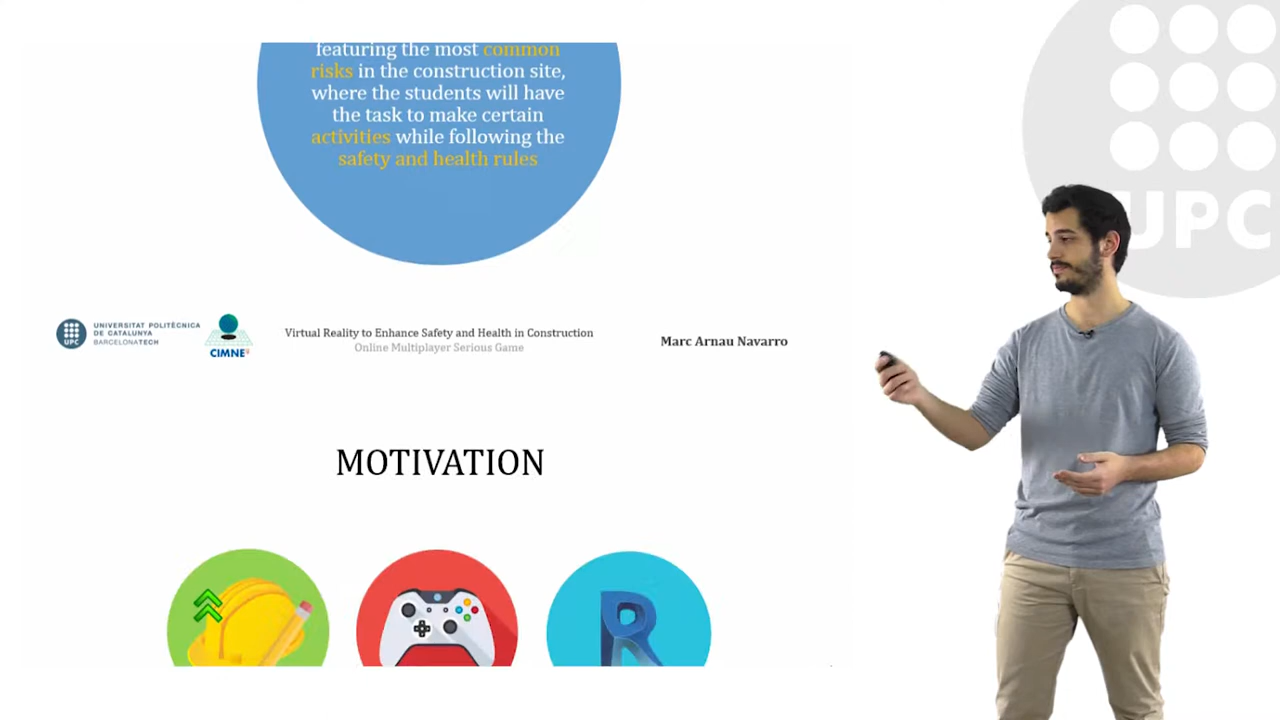 featuring the most common
risks in the construction site,
where the students will have
the task to make certain
activities while following the
safety and health rules
UPC
UNIVERSITAT POLITÈCNICA
DE CATALUNYA
BARCELONATECH
UPC
CIMNE
Virtual Reality to Enhance Safety and Health in Construction
Online Multiplayer Serious Game
Marc Arnau Navarro
MOTIVATION
R